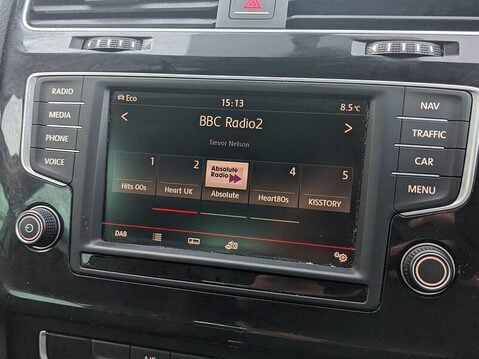 RADIO
MEDIA
PHONE
VOICE
Eco
15:13
8.5°C
<
BBC Radio2
>
Trevor Nelson
1
2
4
5
Absolute
Radio
Hits 00s
Heart UK
Absolute
Heart80s
KISSTORY
DAB
NAV
TRAFFIC
CAR
MENU